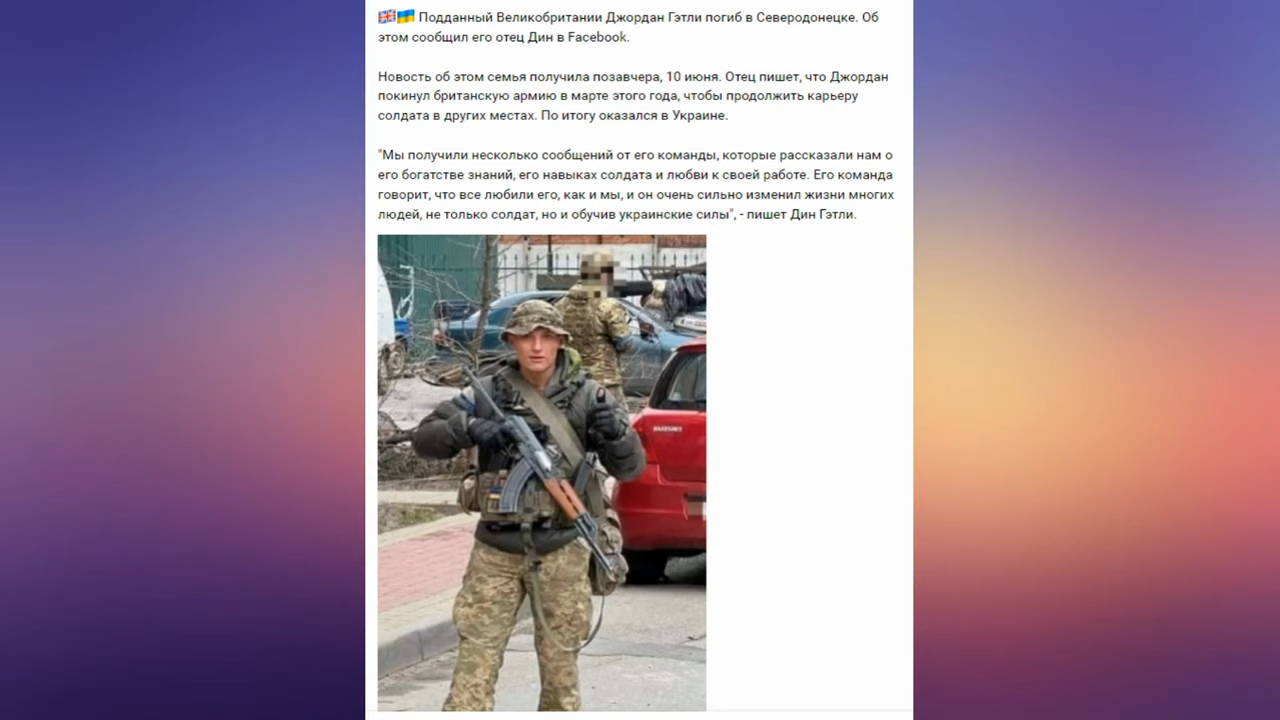 🇬🇧🇺🇦 Подданный Великобритании Джордан Гэтли погиб в Северодонецке. Об
этом сообщил его отец Дин в Facebook.
Новость об этом семья получила позавчера, 10 июня. Отец пишет, что Джордан
покинул британскую армию в марте этого года, чтобы продолжить карьеру
солдата в других местах. По итогу оказался в Украине.
"Мы получили несколько сообщений от его команды, которые рассказали нам о
его богатстве знаний, его навыках солдата и любви к своей работе. Его команда
говорит, что все любили его, как и мы, и он очень сильно изменил жизни многих
людей, не только солдат, но и обучив украинские силы", - пишет Дин Гэтли.
SUZUKI